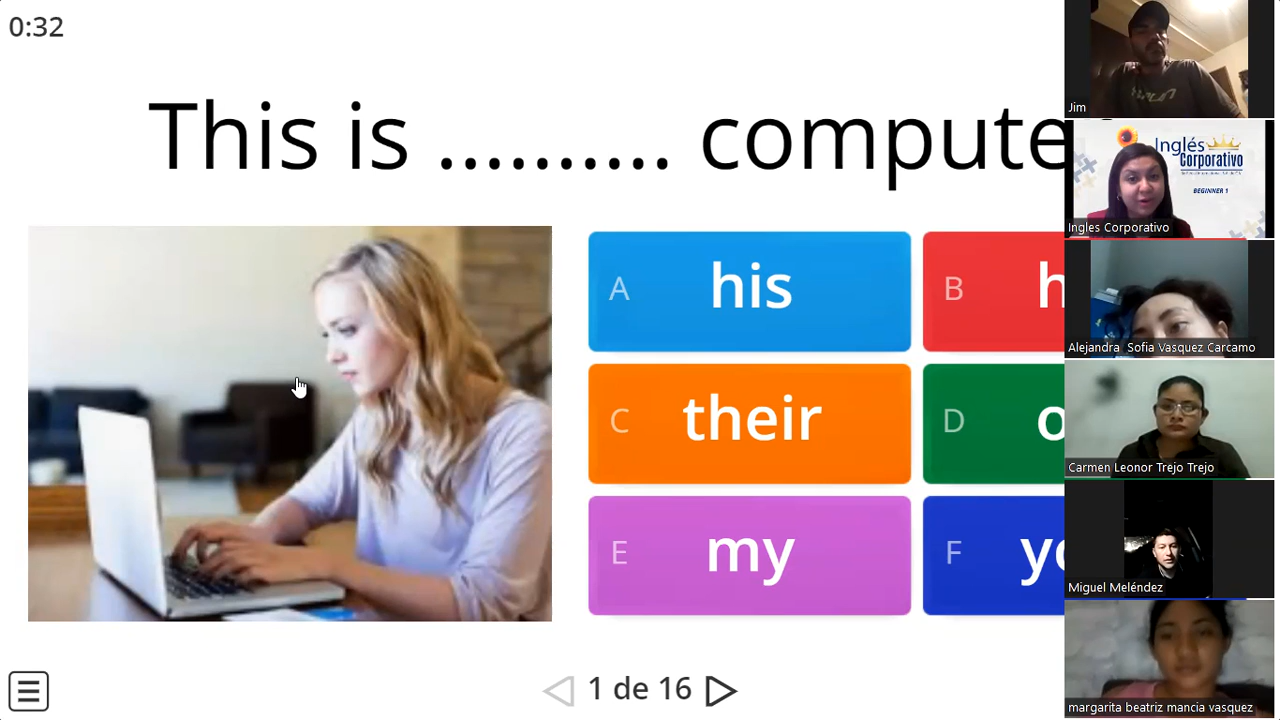 0:32
This is .......... compute
A his
B h
C their
D o
E my
F yo
1 de 16
Jim
Inglés
Corporativo
BEGINNER 1
Ingles Corporativo
Alejandra Sofia Vasquez Carcamo
Carmen Leonor Trejo Trejo
Miguel Meléndez
margarita beatriz mancia vasquez